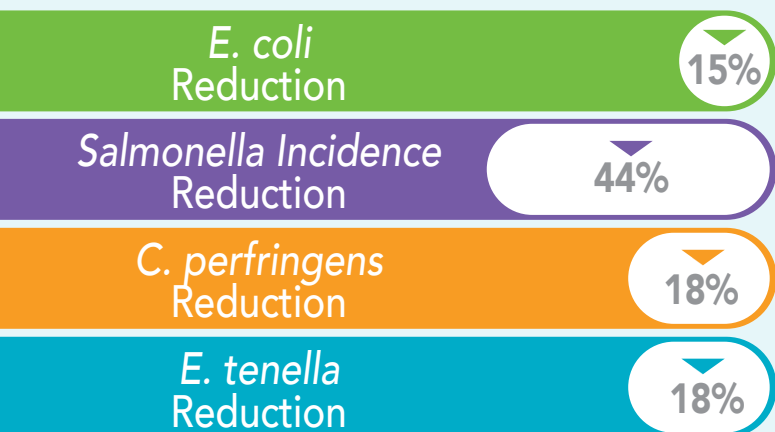 E. coli
Reduction
15%
Salmonella Incidence
Reduction
44%
C. perfringens
Reduction
18%
E. tenella
Reduction
18%